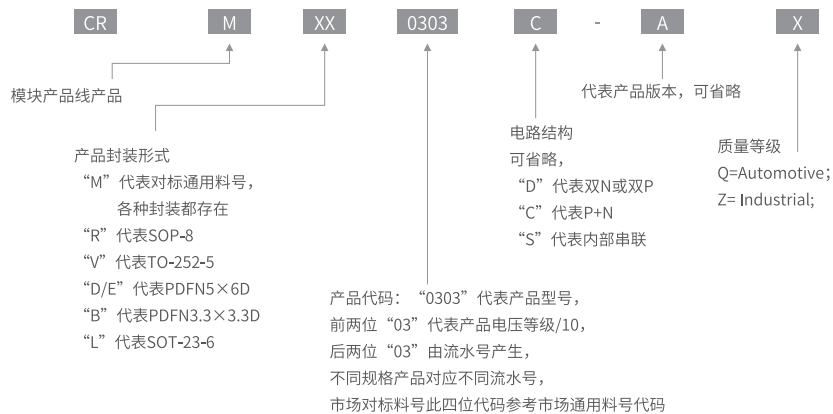 CR M XX 0303 C - A X
模块产品线产品
代表产品版本，可省略
产品封装形式
“M”代表对标通用料号，
各种封装都存在
“R”代表SOP-8
“V”代表TO-252-5
“D/E”代表PDFN5×6D
“B”代表PDFN3.3×3.3D
“L”代表SOT-23-6
产品代码：“0303”代表产品型号，
前两位“03”代表产品电压等级/10，
后两位“03”由流水号产生，
不同规格产品对应不同流水号，
市场对标料号此四位代码参考市场通用料号代码
电路结构
可省略，
“D”代表双N或双P
“C”代表P+N
“S”代表内部串联
质量等级
Q=Automotive；
Z= Industrial;